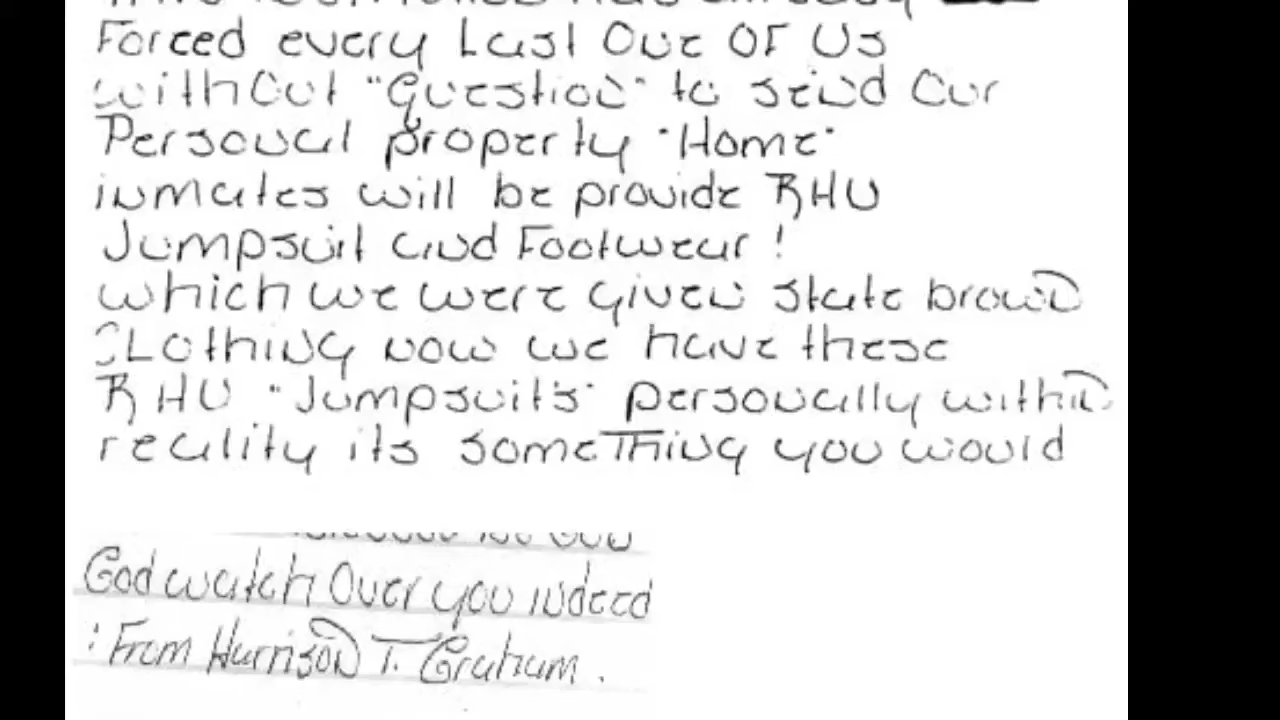 Forced every Last One OF Us
without "Question" to send Our
Personal property "Home"
inmates will be provide RHU
Jumpsuit and Footwear!
which we were given state brown
CLothing now we have these
RHU "Jumpsuits" personally within
reality its someThing you would
God watch Over you indeed
: From Harrison T. Graham.